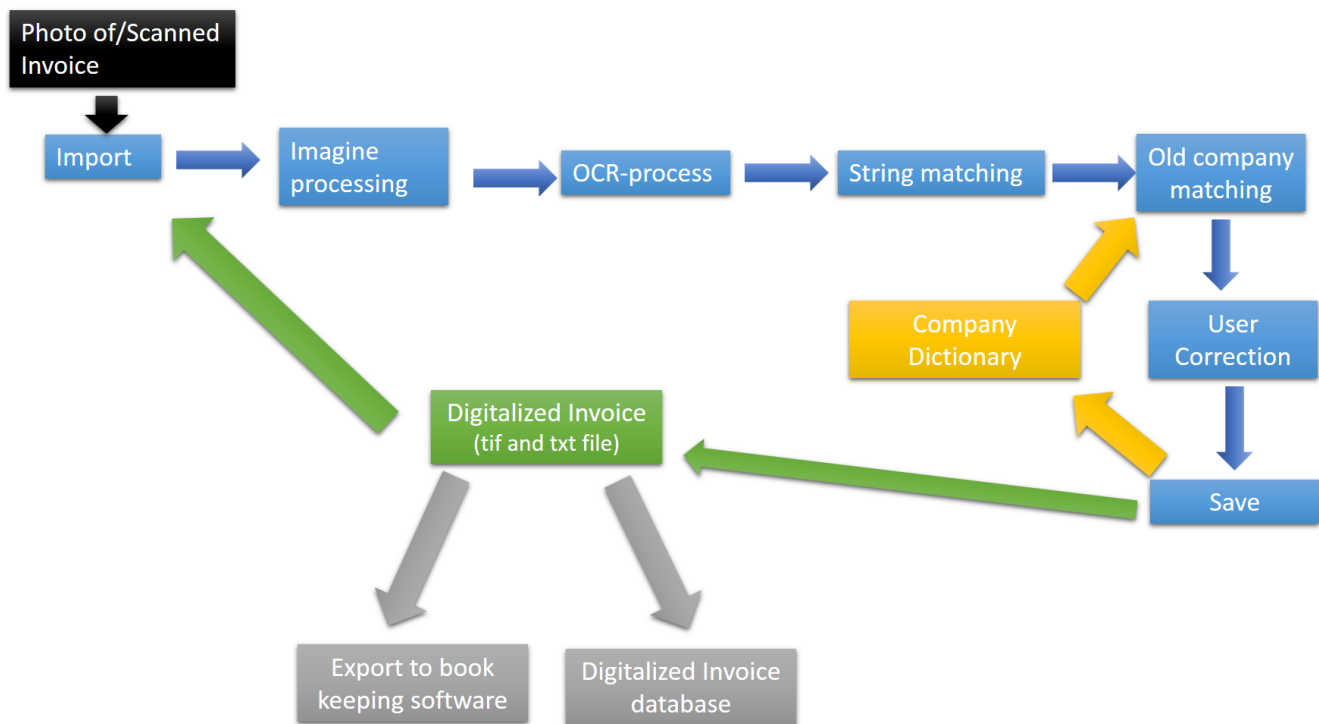 Photo of/Scanned
Invoice
Import
Imagine
processing
OCR-process
String matching
Old company
matching
Company
Dictionary
User
Correction
Digitalized Invoice
(tif and txt file)
Save
Export to book
keeping software
Digitalized Invoice
database